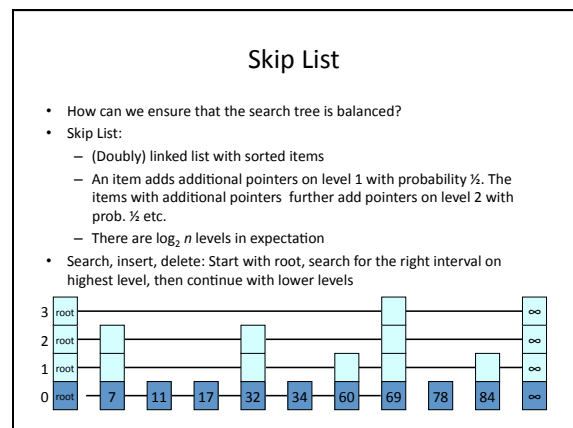 Skip List
• How can we ensure that the search tree is balanced?
• Skip List:
– (Doubly) linked list with sorted items
– An item adds additional pointers on level 1 with probability ½. The
items with additional pointers further add pointers on level 2 with
prob. ½ etc.
– There are log₂ n levels in expectation
• Search, insert, delete: Start with root, search for the right interval on
highest level, then continue with lower levels
3 root ∞
2 root ∞
1 root ∞
0 root 7 11 17 32 34 60 69 78 84 ∞